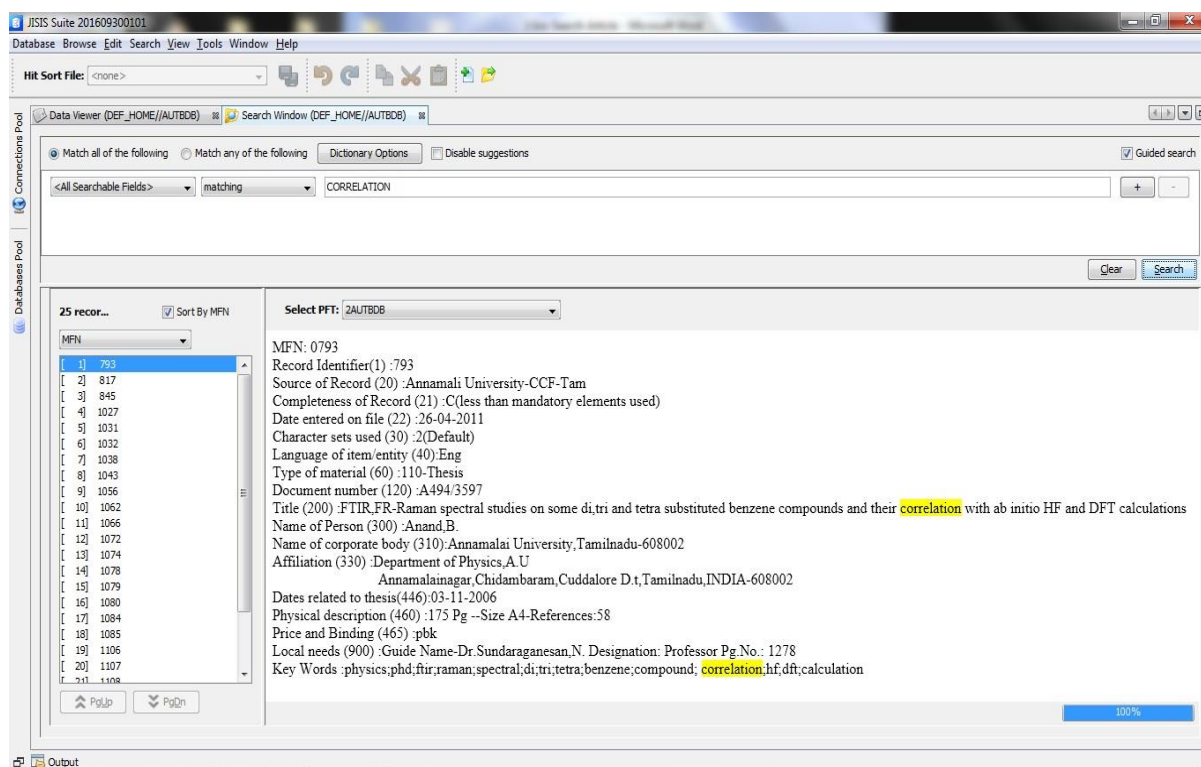 JISIS Suite 201609300101
Database Browse Edit Search View Tools Window Help
Hit Sort File: <none>
Data Viewer (DEF_HOME//AUTBDB) Search Window (DEF_HOME//AUTBDB)
Connections Pool
Databases Pool
Match all of the following Match any of the following Dictionary Options Disable suggestions Guided search
<All Searchable Fields> matching CORRELATION + -
Clear Search
25 recor... Sort By MFN
MFN
[ 1] 793
[ 2] 817
[ 3] 845
[ 4] 1027
[ 5] 1031
[ 6] 1032
[ 7] 1038
[ 8] 1043
[ 9] 1056
[ 10] 1062
[ 11] 1066
[ 12] 1072
[ 13] 1074
[ 14] 1078
[ 15] 1079
[ 16] 1080
[ 17] 1084
[ 18] 1085
[ 19] 1106
[ 20] 1107
[ 21] 1108
PgUp PgDn
Select PFT: 2AUTBDB
MFN: 0793
Record Identifier(1) :793
Source of Record (20) :Annamali University-CCF-Tam
Completeness of Record (21) :C(less than mandatory elements used)
Date entered on file (22) :26-04-2011
Character sets used (30) :2(Default)
Language of item/entity (40):Eng
Type of material (60) :110-Thesis
Document number (120) :A494/3597
Title (200) :FTIR,FR-Raman spectral studies on some di,tri and tetra substituted benzene compounds and their correlation with ab initio HF and DFT calculations
Name of Person (300) :Anand,B.
Name of corporate body (310):Annamalai University,Tamilnadu-608002
Affiliation (330) :Department of Physics,A.U
Annamalainagar,Chidambaram,Cuddalore D.t,Tamilnadu,INDIA-608002
Dates related to thesis(446):03-11-2006
Physical description (460) :175 Pg --Size A4-References:58
Price and Binding (465) :pbk
Local needs (900) :Guide Name-Dr.Sundaraganesan,N. Designation: Professor Pg.No.: 1278
Key Words :physics;phd;ftir;raman;spectral;di;tri;tetra;benzene;compound; correlation;hf;dft;calculation
100%
Output